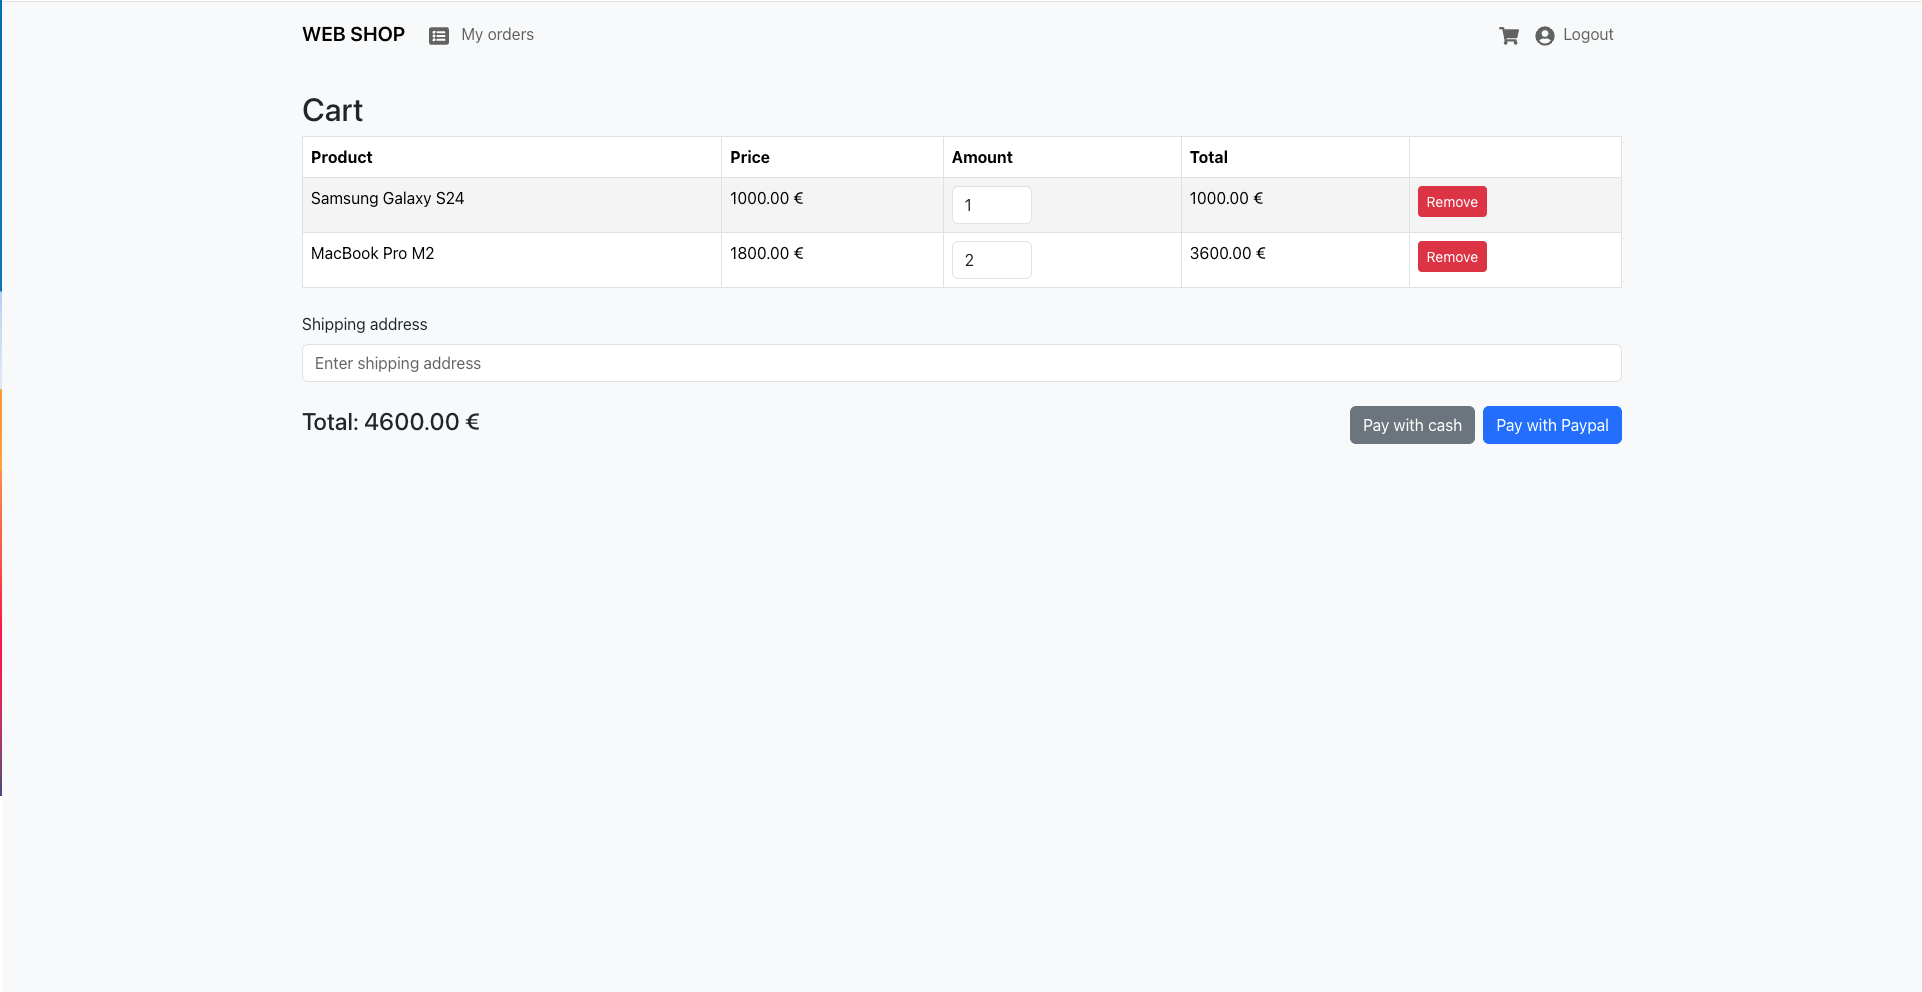 WEB SHOP My orders Logout
Cart
Product Price Amount Total
Samsung Galaxy S24 1000.00 € 1 1000.00 € Remove
MacBook Pro M2 1800.00 € 2 3600.00 € Remove
Shipping address
Enter shipping address
Total: 4600.00 € Pay with cash Pay with Paypal